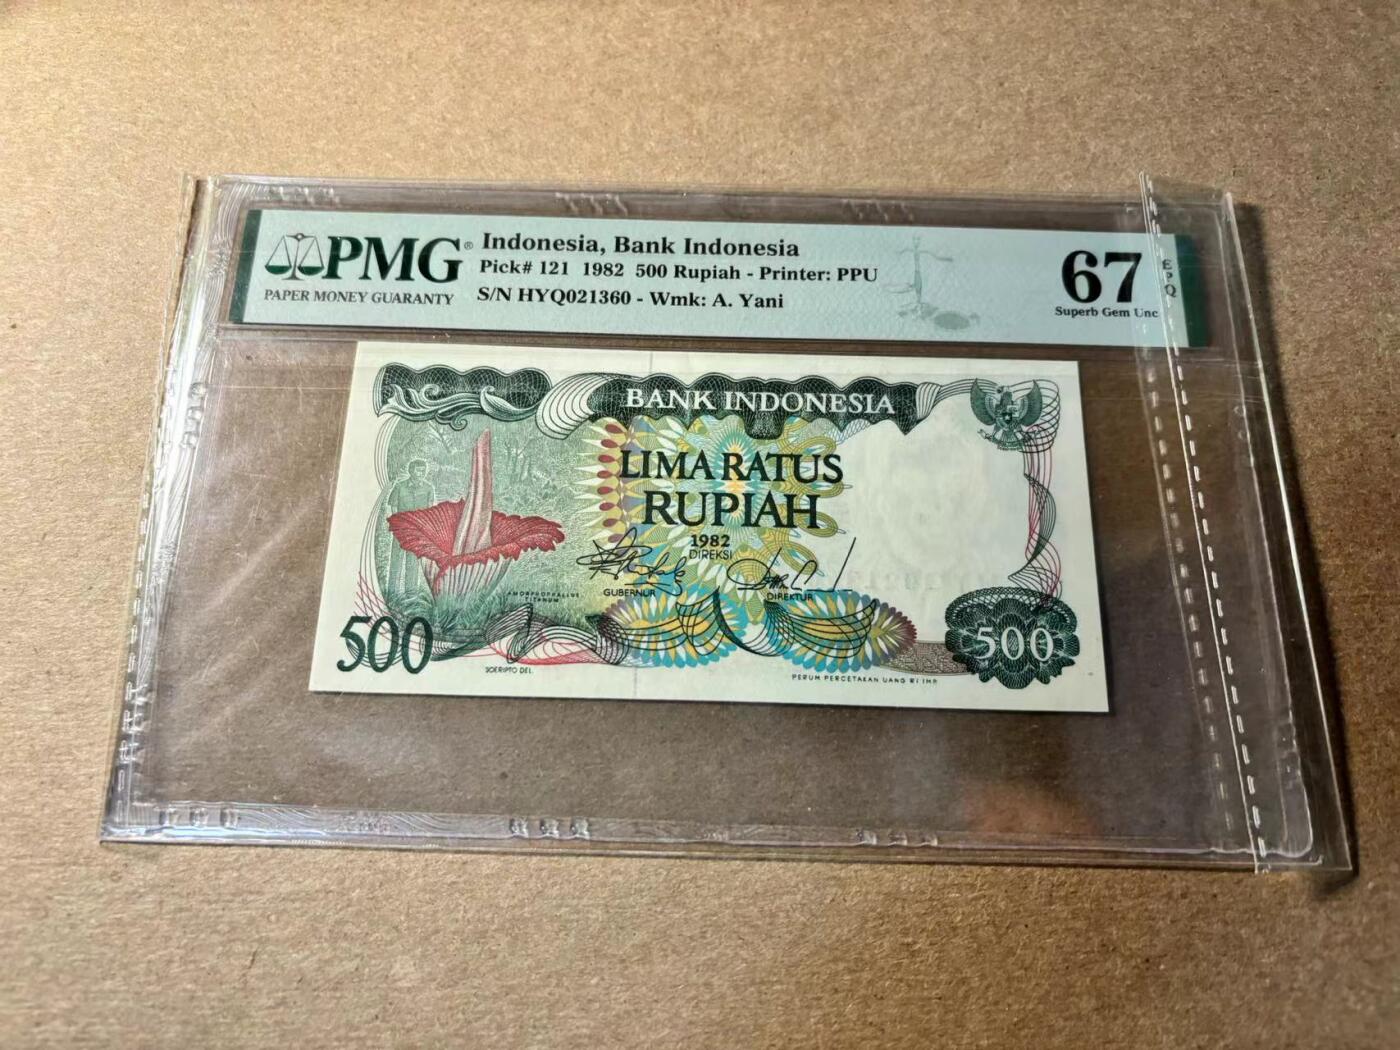 PMG®
PAPER MONEY GUARANTY
Indonesia, Bank Indonesia
Pick# 121 1982 500 Rupiah - Printer: PPU
S/N HYQ021360 - Wmk: A. Yani
67
EPQ
Superb Gem Unc
BANK INDONESIA
LIMA RATUS
RUPIAH
1982
DIREKSI
GUBERNUR
DIREKTUR
AMORPHOPHALLUS
TITANUM
500
500
SOERIPTO DEL.
PERUM PERCETAKAN UANG RI IMP.